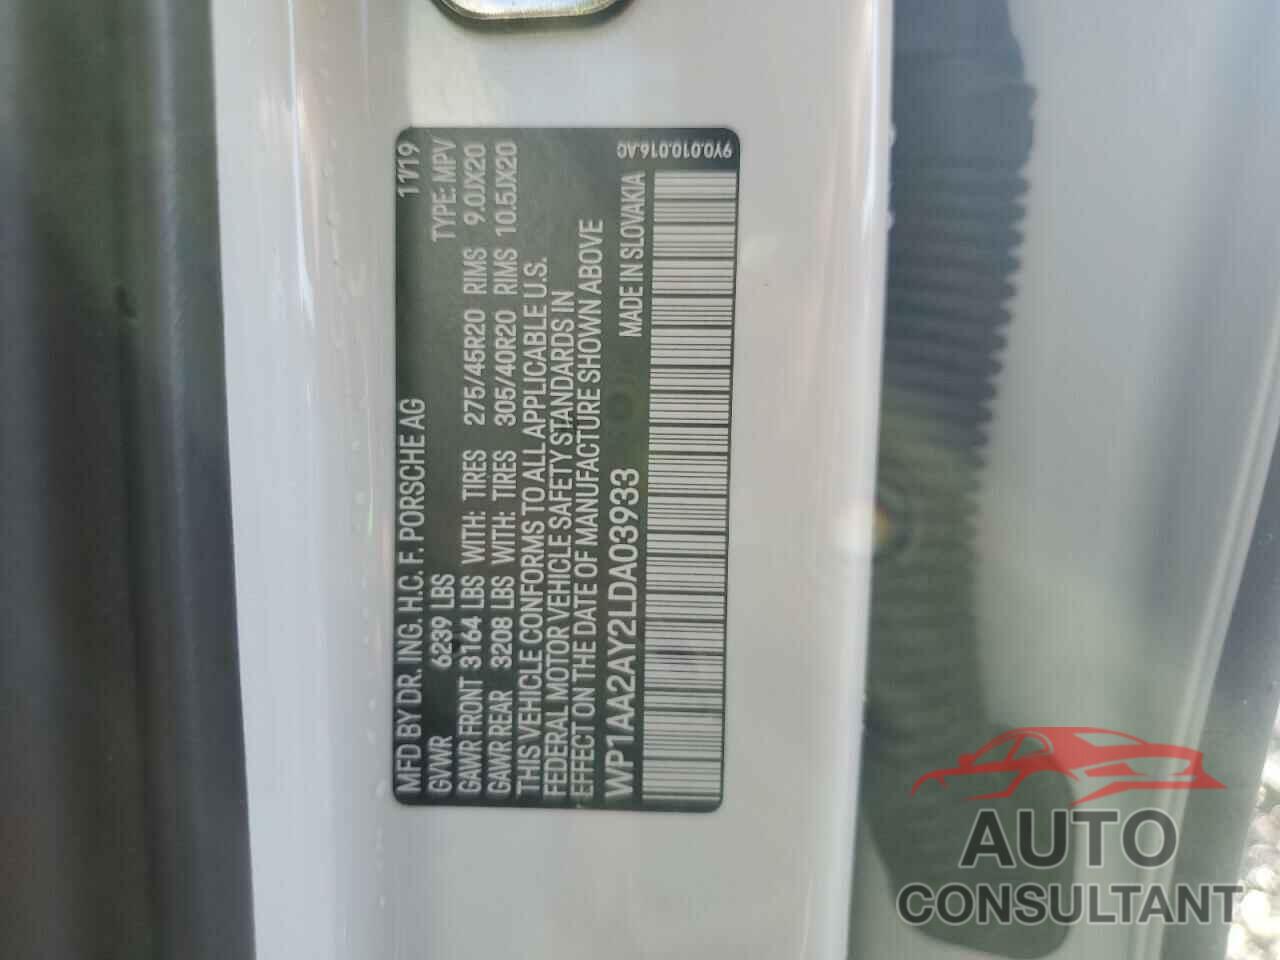 MFD BY DR. ING. H.C. F. PORSCHE AG 11/19
GVWR 6239 LBS TYPE: MPV
GAWR FRONT 3164 LBS WITH: TIRES 275/45R20 RIMS 9.0JX20
GAWR REAR 3208 LBS WITH: TIRES 305/40R20 RIMS 10.5JX20
THIS VEHICLE CONFORMS TO ALL APPLICABLE U.S.
FEDERAL MOTOR VEHICLE SAFETY STANDARDS IN
EFFECT ON THE DATE OF MANUFACTURE SHOWN ABOVE
WP1AA2AY2LDA03933 MADE IN SLOVAKIA
9Y0.010.016.AC
AUTO
CONSULTANT